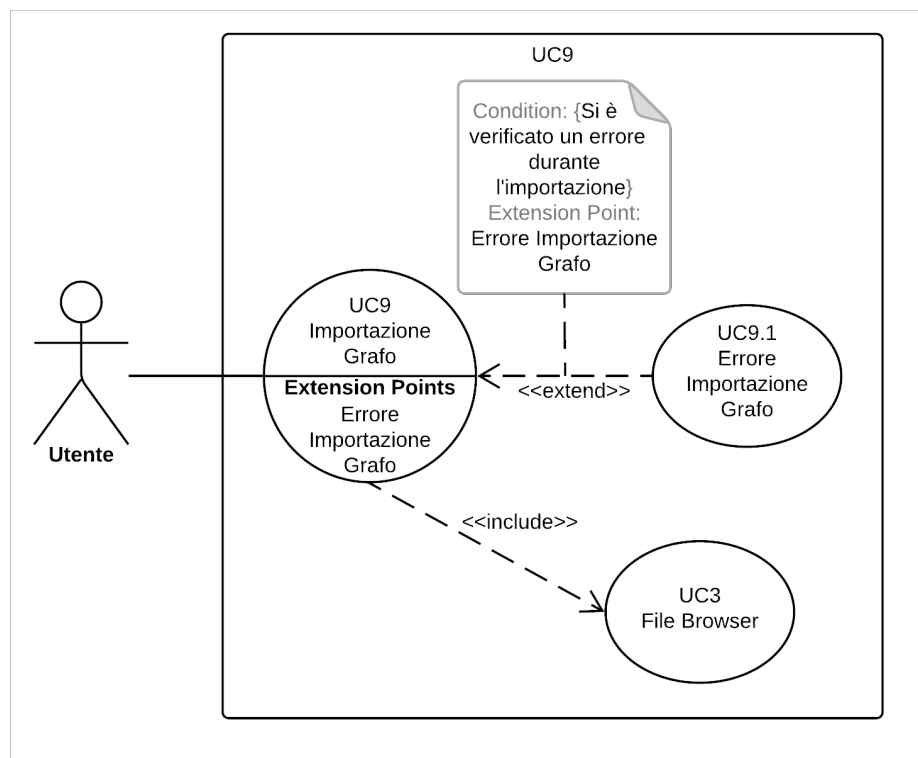 UC9
Condition: {Si è
verificato un errore
durante
l'importazione}
Extension Point:
Errore Importazione
Grafo
UC9
Importazione
Grafo
Extension Points
Errore
Importazione
Grafo
<<extend>>
UC9.1
Errore
Importazione
Grafo
Utente
<<include>>
UC3
File Browser